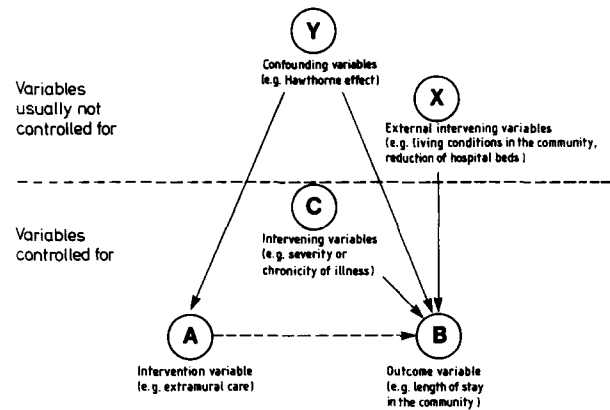 Y
Confounding variables
(e.g. Hawthorne effect)
Variables
usually not
controlled for
X
External intervening variables
(e.g. living conditions in the community,
reduction of hospital beds)
C
Variables
controlled for
Intervening variables
(e.g. severity or
chronicity of illness)
A
B
Intervention variable
(e.g. extramural care)
Outcome variable
(e.g. length of stay
in the community)